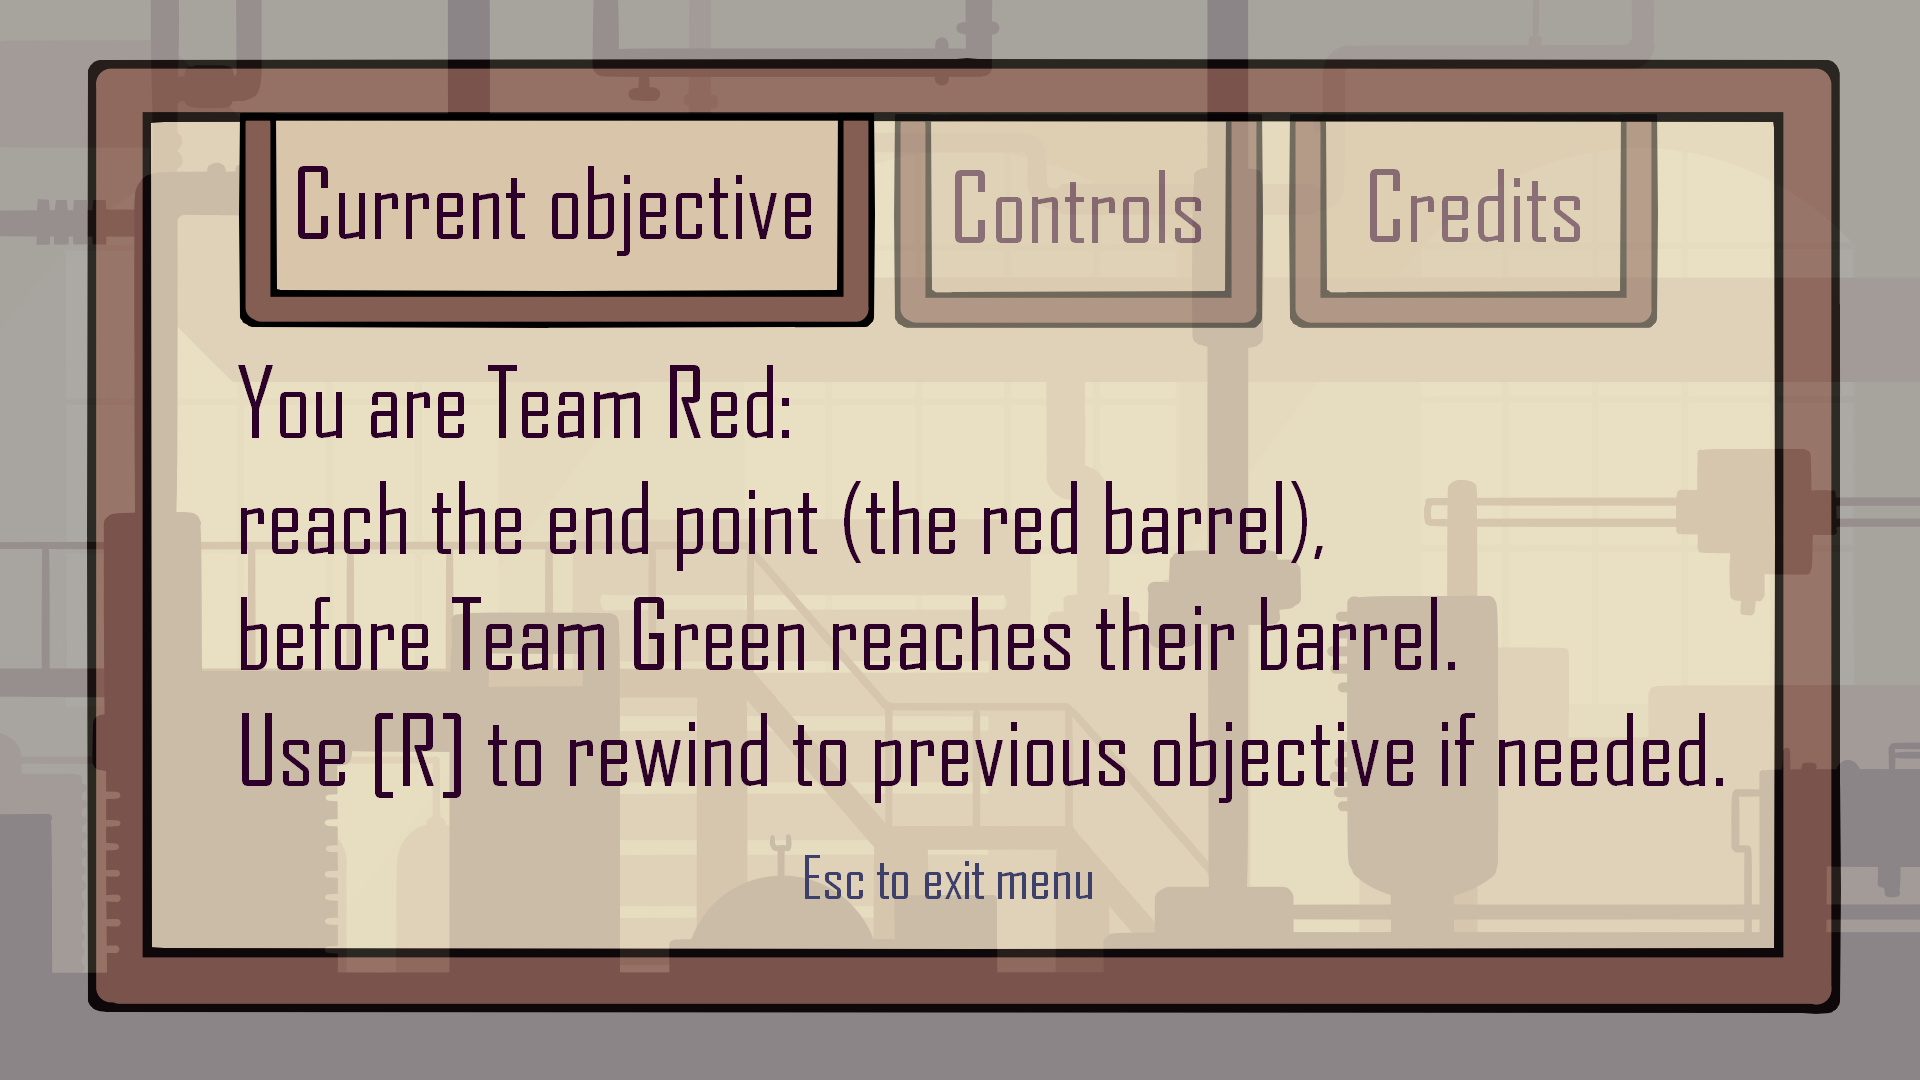 Current objective
Controls
Credits
You are Team Red:
reach the end point (the red barrel),
before Team Green reaches their barrel.
Use [R] to rewind to previous objective if needed.
Esc to exit menu